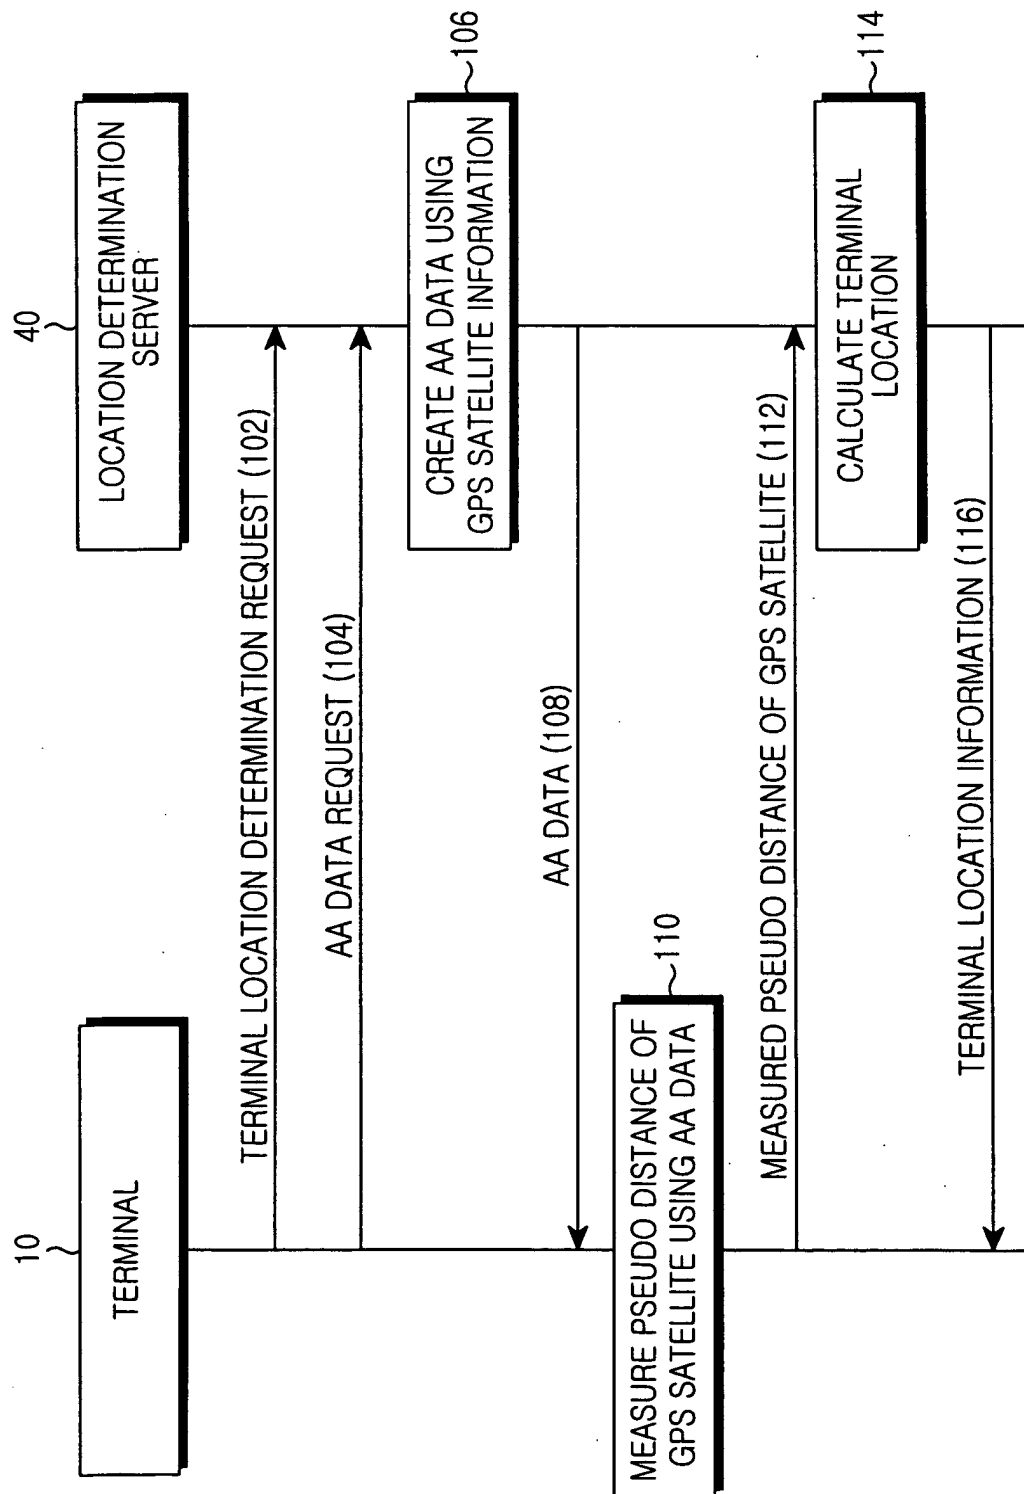 10
TERMINAL
40
LOCATION DETERMINATION
SERVER
TERMINAL LOCATION DETERMINATION REQUEST (102)
AA DATA REQUEST (104)
CREATE AA DATA USING
GPS SATELLITE INFORMATION
106
AA DATA (108)
MEASURE PSEUDO DISTANCE OF
GPS SATELLITE USING AA DATA
110
MEASURED PSEUDO DISTANCE OF GPS SATELLITE (112)
CALCULATE TERMINAL
LOCATION
114
TERMINAL LOCATION INFORMATION (116)